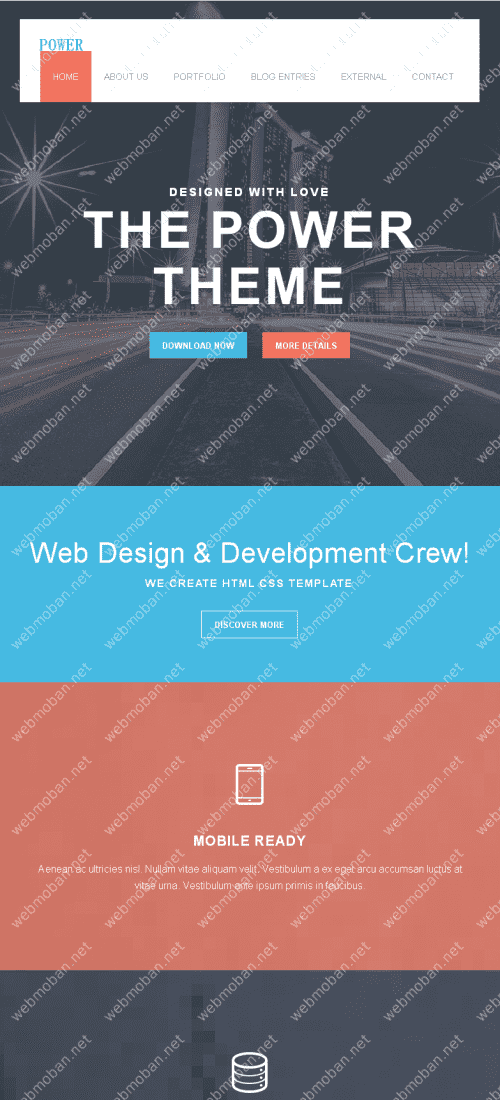 POWER
HOME ABOUT US PORTFOLIO BLOG ENTRIES EXTERNAL CONTACT
DESIGNED WITH LOVE
THE POWER
THEME
DOWNLOAD NOW MORE DETAILS
Web Design & Development Crew!
WE CREATE HTML CSS TEMPLATE
DISCOVER MORE
MOBILE READY
Aenean ac ultricies nisl. Nullam vitae aliquam velit. Vestibulum a ex eget arcu accumsan luctus at
vitae urna. Vestibulum ante ipsum primis in faucibus.
webmoban.net